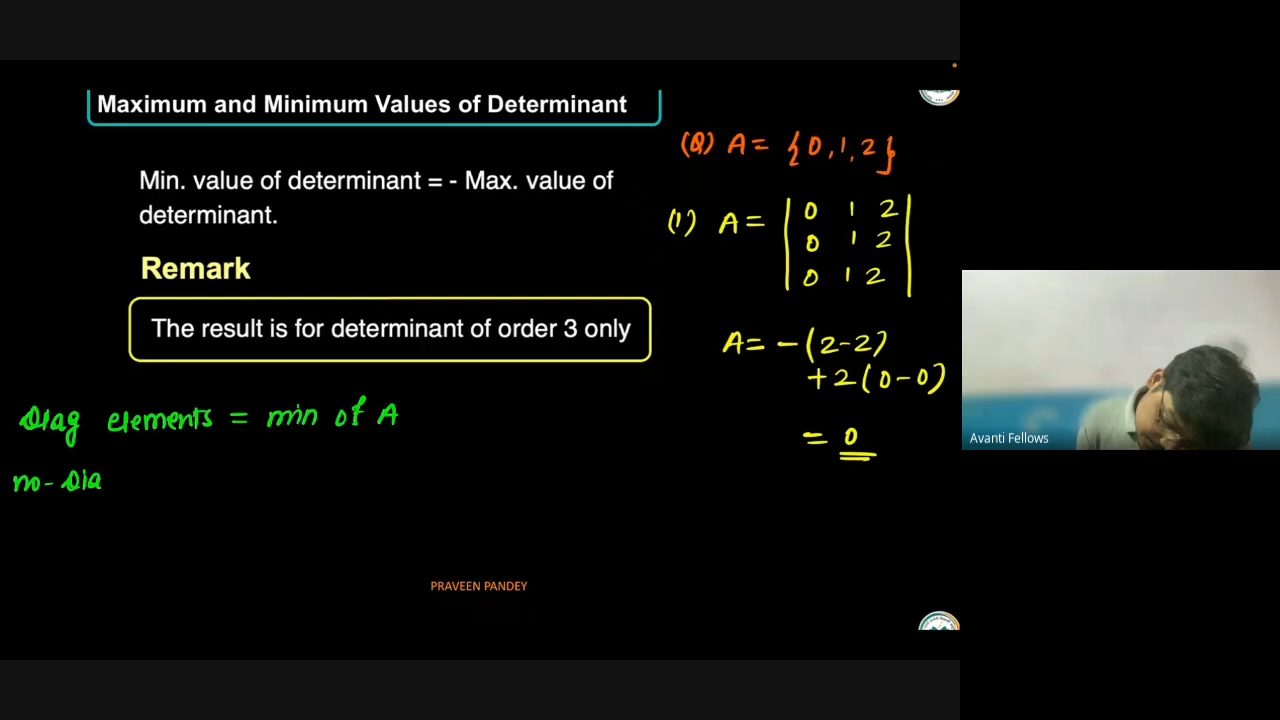 Maximum and Minimum Values of Determinant
Min. value of determinant = - Max. value of
determinant.
Remark
The result is for determinant of order 3 only
Diag elements = min of A
no-Dia
PRAVEEN PANDEY
(Q) A = {0,1,2}
(1) A = | 0 1 2 |
| 0 1 2 |
| 0 1 2 |
A = -(2-2)
+2(0-0)
= 0
Avanti Fellows